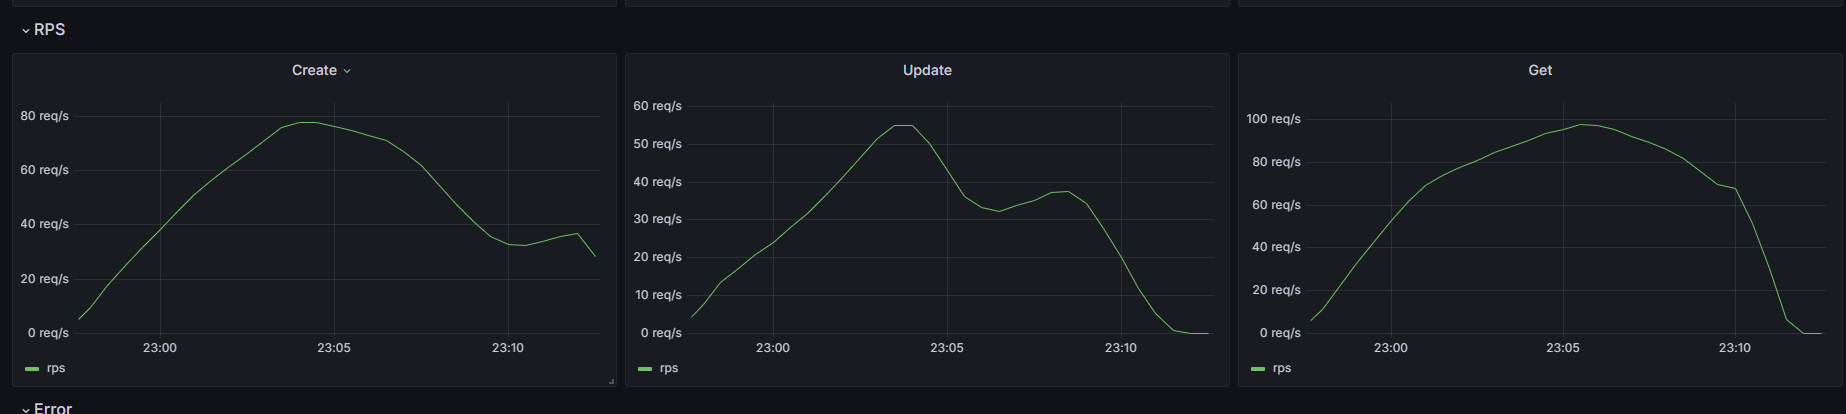 RPS
Create
80 req/s
60 req/s
40 req/s
20 req/s
0 req/s
23:00 23:05 23:10
rps
Update
60 req/s
50 req/s
40 req/s
30 req/s
20 req/s
10 req/s
0 req/s
23:00 23:05 23:10
rps
Get
100 req/s
80 req/s
60 req/s
40 req/s
20 req/s
0 req/s
23:00 23:05 23:10
rps
Error